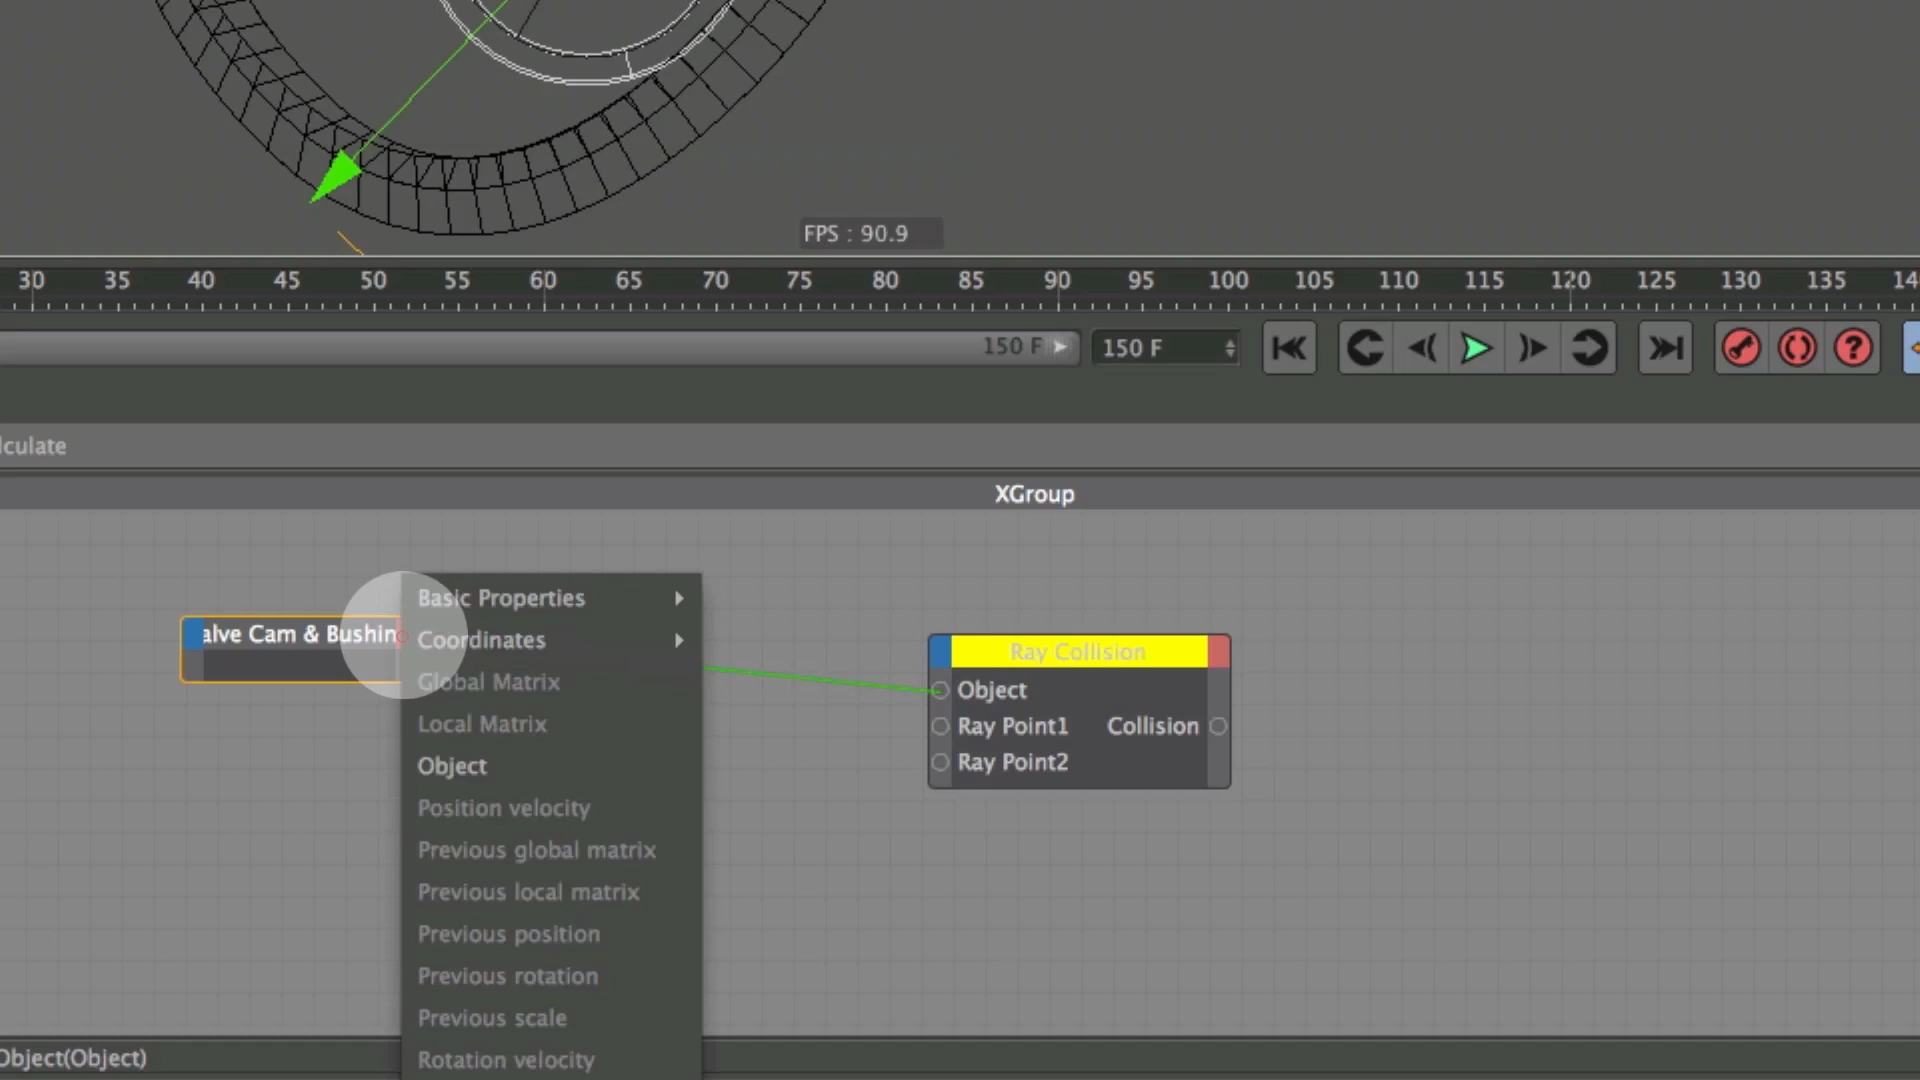 FPS : 90.9
30 35 40 45 50 55 60 65 70 75 80 85 90 95 100 105 110 115 120 125 130 135 14
150 F 150 F
lculate
XGroup
Basic Properties
alve Cam & Bushin
Coordinates
Global Matrix
Local Matrix
Object
Position velocity
Previous global matrix
Previous local matrix
Previous position
Previous rotation
Previous scale
Rotation velocity
Ray Collision
Object
Ray Point1 Collision
Ray Point2
Object(Object)